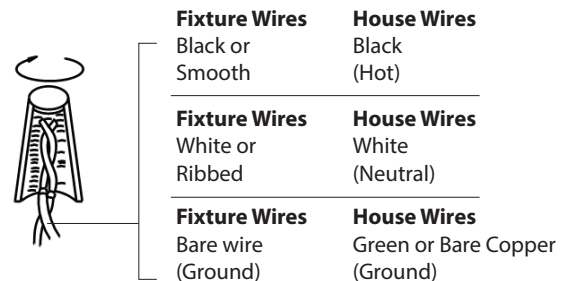 Fixture Wires House Wires
Black or Black
Smooth (Hot)
Fixture Wires House Wires
White or White
Ribbed (Neutral)
Fixture Wires House Wires
Bare wire Green or Bare Copper
(Ground) (Ground)